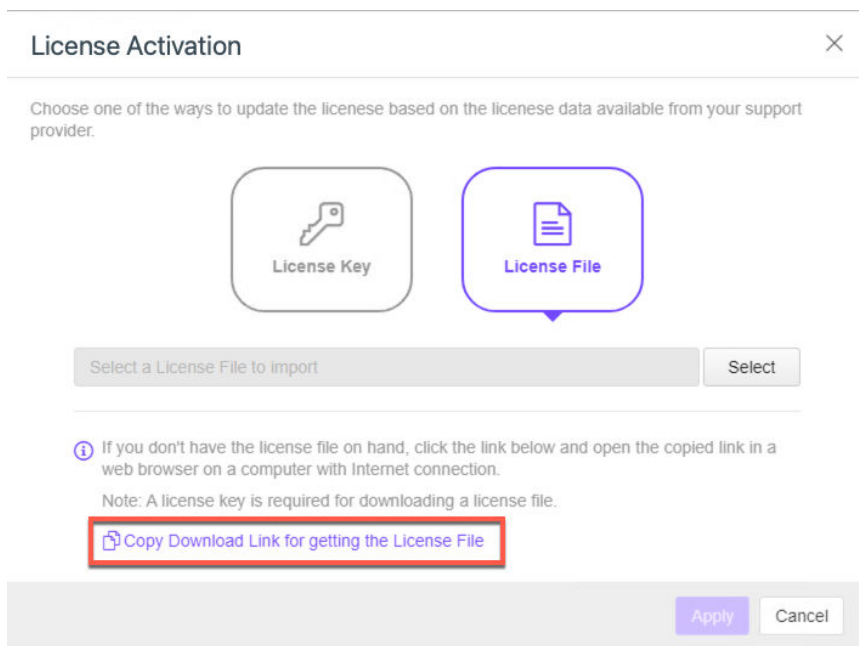 License Activation
Choose one of the ways to update the licenese based on the licenese data available from your support
provider.
License Key
License File
Select a License File to import
Select
If you don't have the license file on hand, click the link below and open the copied link in a
web browser on a computer with Internet connection.
Note: A license key is required for downloading a license file.
Copy Download Link for getting the License File
Apply
Cancel